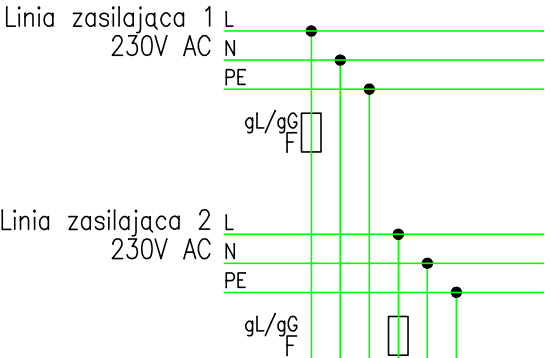 Linia zasilająca 1 L
230V AC N
PE
gL/gG
F
Linia zasilająca 2 L
230V AC N
PE
gL/gG
F